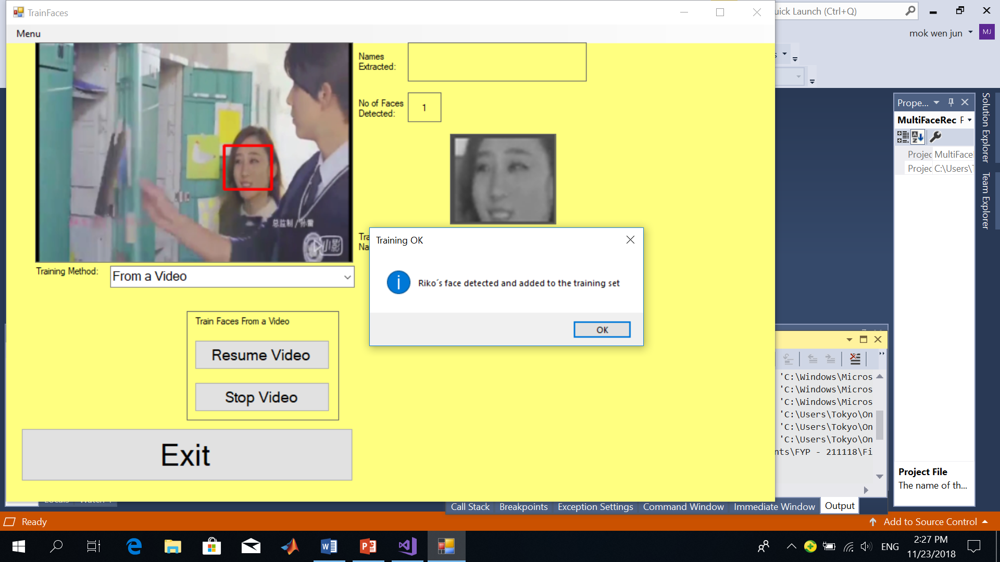 TrainFaces
Menu
Names
Extracted:
No of Faces
Detected:
1
总监制 / 孙雷
小影
Training Method:
From a Video
Train Faces From a Video
Resume Video
Stop Video
Exit
Training OK
Riko´s face detected and added to the training set
OK
Quick Launch (Ctrl+Q)
mok wen jun
MJ
Prope...
MultiFaceRec
Projec MultiFace
Projec C:\Users\T
Project File
The name of th...
Solution Explorer
Team Explorer
'C:\Windows\Micros
'C:\Windows\Micros
'C:\Windows\Micros
'C:\Users\Tokyo\On
'C:\Users\Tokyo\On
'C:\Users\Tokyo\On
nts\FYP - 211118\Fi
Call Stack
Breakpoints
Exception Settings
Command Window
Immediate Window
Output
Ready
Add to Source Control
ENG
2:27 PM
11/23/2018